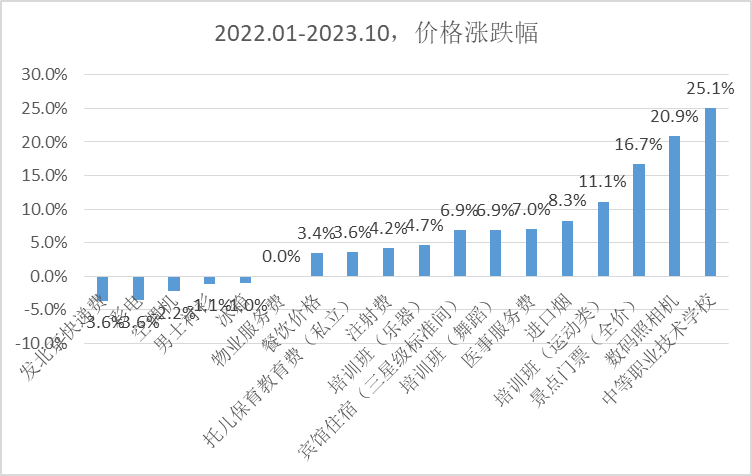 2022.01-2023.10，价格涨跌幅
30.0%
25.0%
20.0%
15.0%
10.0%
5.0%
0.0%
-5.0%
-10.0%
-3.6%
-3.6%
-2.2%
-1.1%
-1.0%
0.0%
3.4%
3.6%
4.2%
4.7%
6.9%
6.9%
7.0%
8.3%
11.1%
16.7%
20.9%
25.1%
彩电
空调机
男士衬衫
冰箱
物业服务费
餐饮价格
托儿保育教育费（私立）
注射费
培训班（乐器）
宾馆住宿（三星级标准间）
培训班（舞蹈）
医事服务费
进口烟
培训班（运动类）
景点门票（全价）
数码照相机
中等职业技术学校